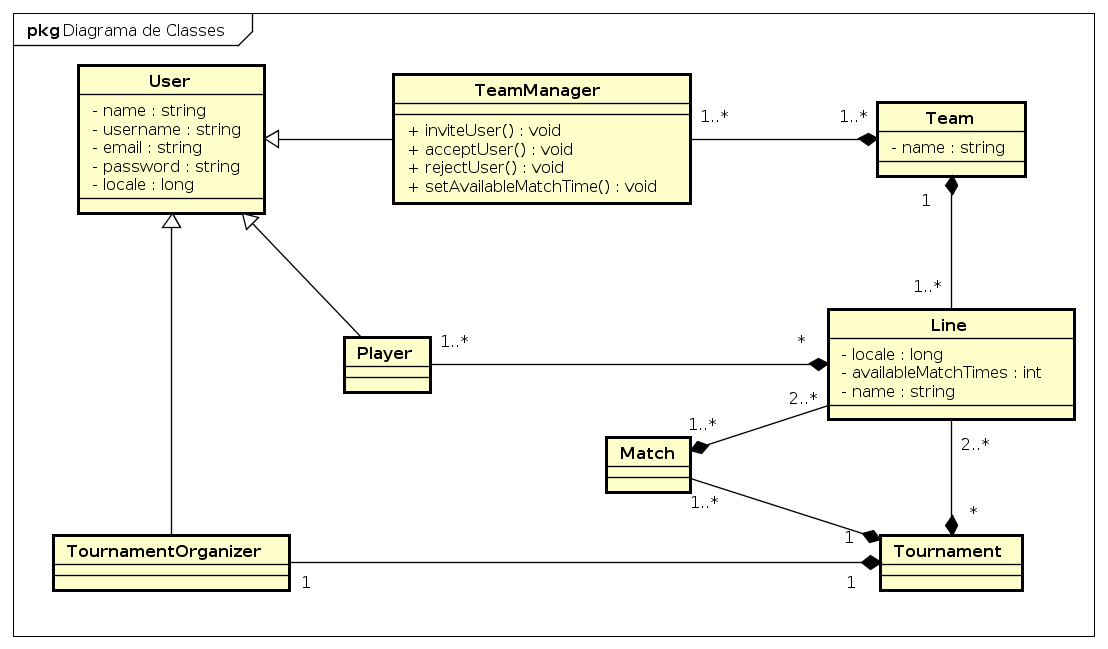 pkg Diagrama de Classes
User
- name : string
- username : string
- email : string
- password : string
- locale : long
TeamManager
+ inviteUser() : void
+ acceptUser() : void
+ rejectUser() : void
+ setAvailableMatchTime() : void
1..*
1..*
Team
- name : string
1
1..*
Player
1..*
*
Line
- locale : long
- availableMatchTimes : int
- name : string
2..*
1..*
Match
1..*
2..*
*
1
TournamentOrganizer
1
1
Tournament